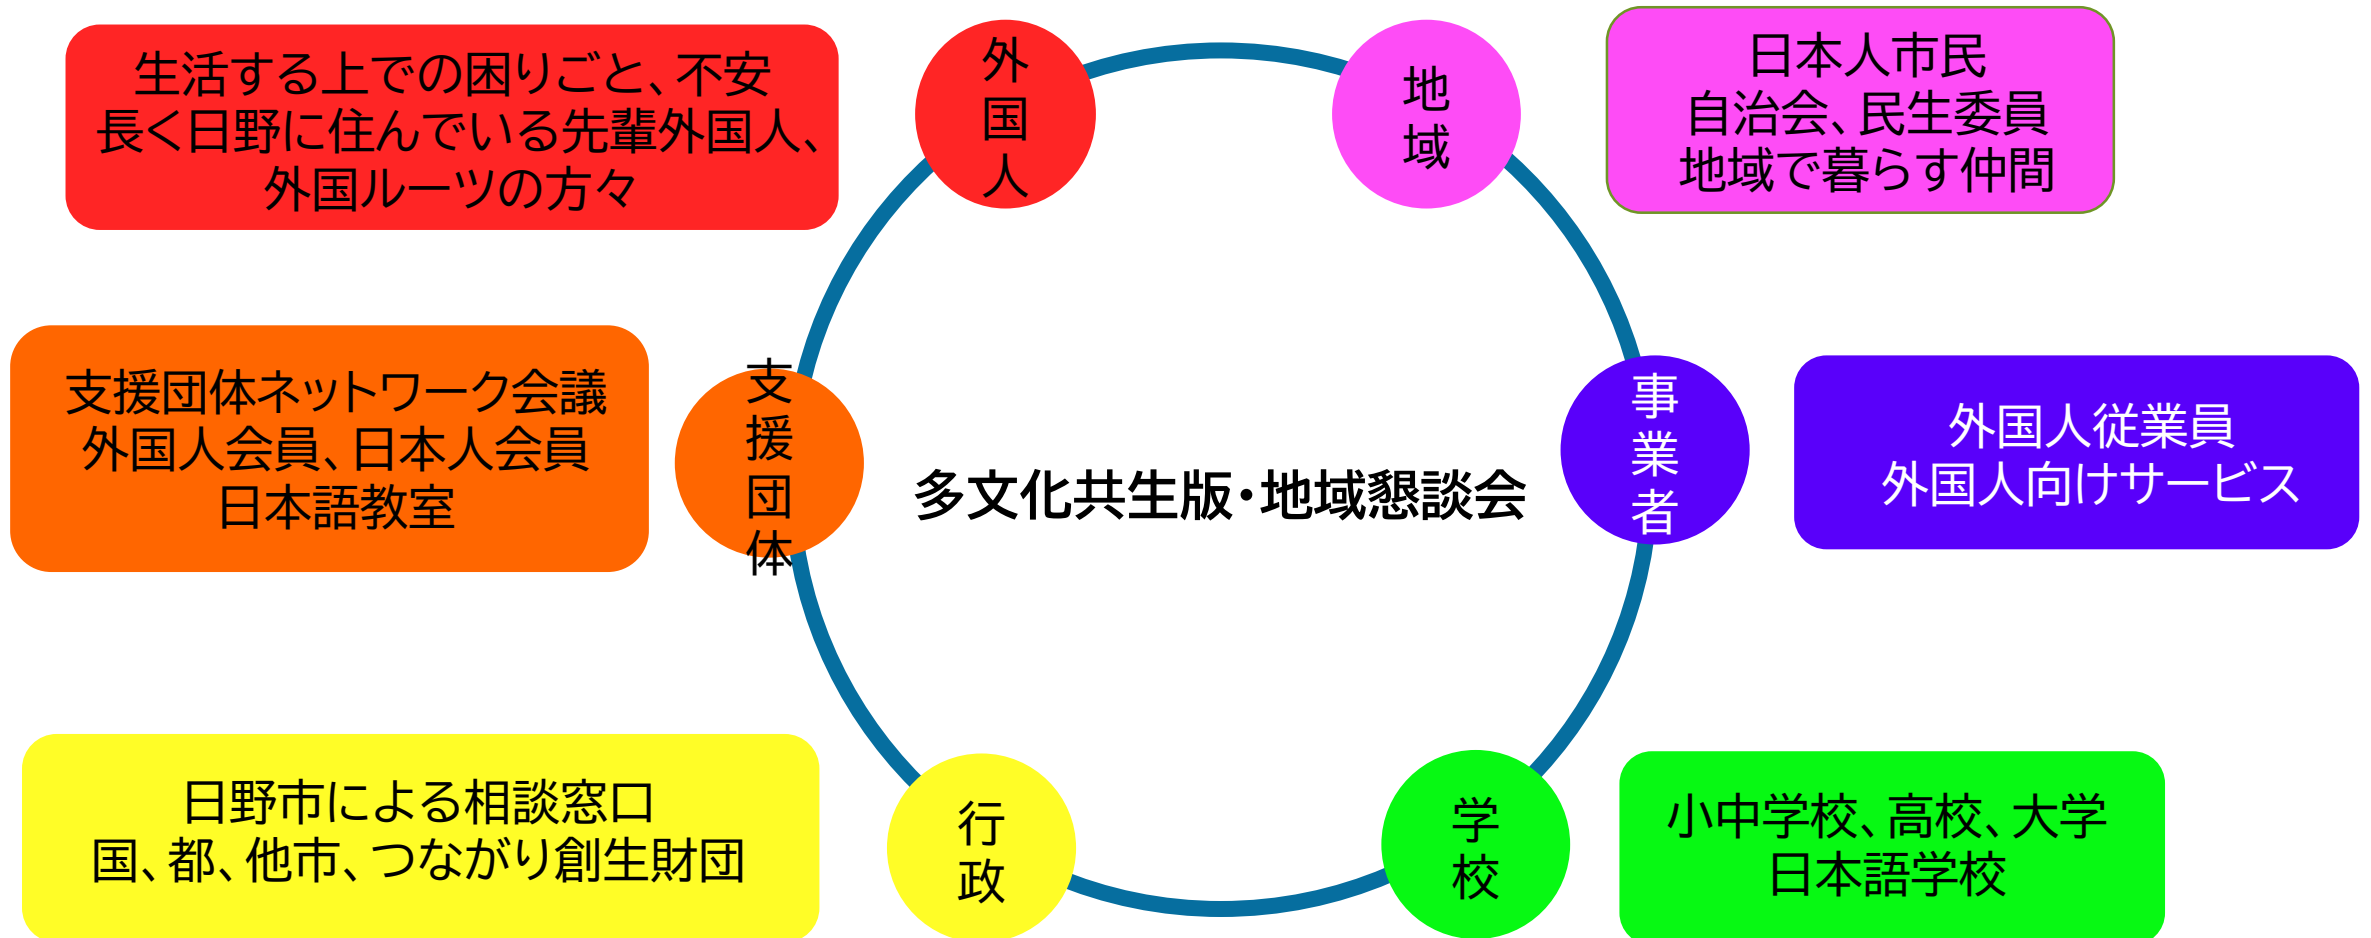 生活する上での困りごと、不安
長く日野に住んでいる先輩外国人、
外国ルーツの方々
外国人
地域
日本人市民
自治会、民生委員
地域で暮らす仲間
支援団体ネットワーク会議
外国人会員、日本人会員
日本語教室
支援団体
多文化共生版・地域懇談会
事業者
外国人従業員
外国人向けサービス
日野市による相談窓口
国、都、他市、つながり創生財団
行政
学校
小中学校、高校、大学
日本語学校